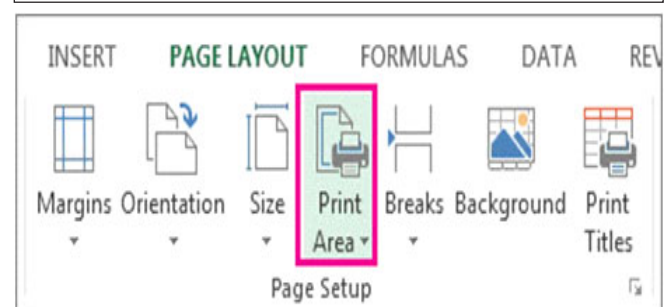 INSERT PAGE LAYOUT FORMULAS DATA
Margins Orientation Size Print Area Breaks Background Print Titles
Page Setup